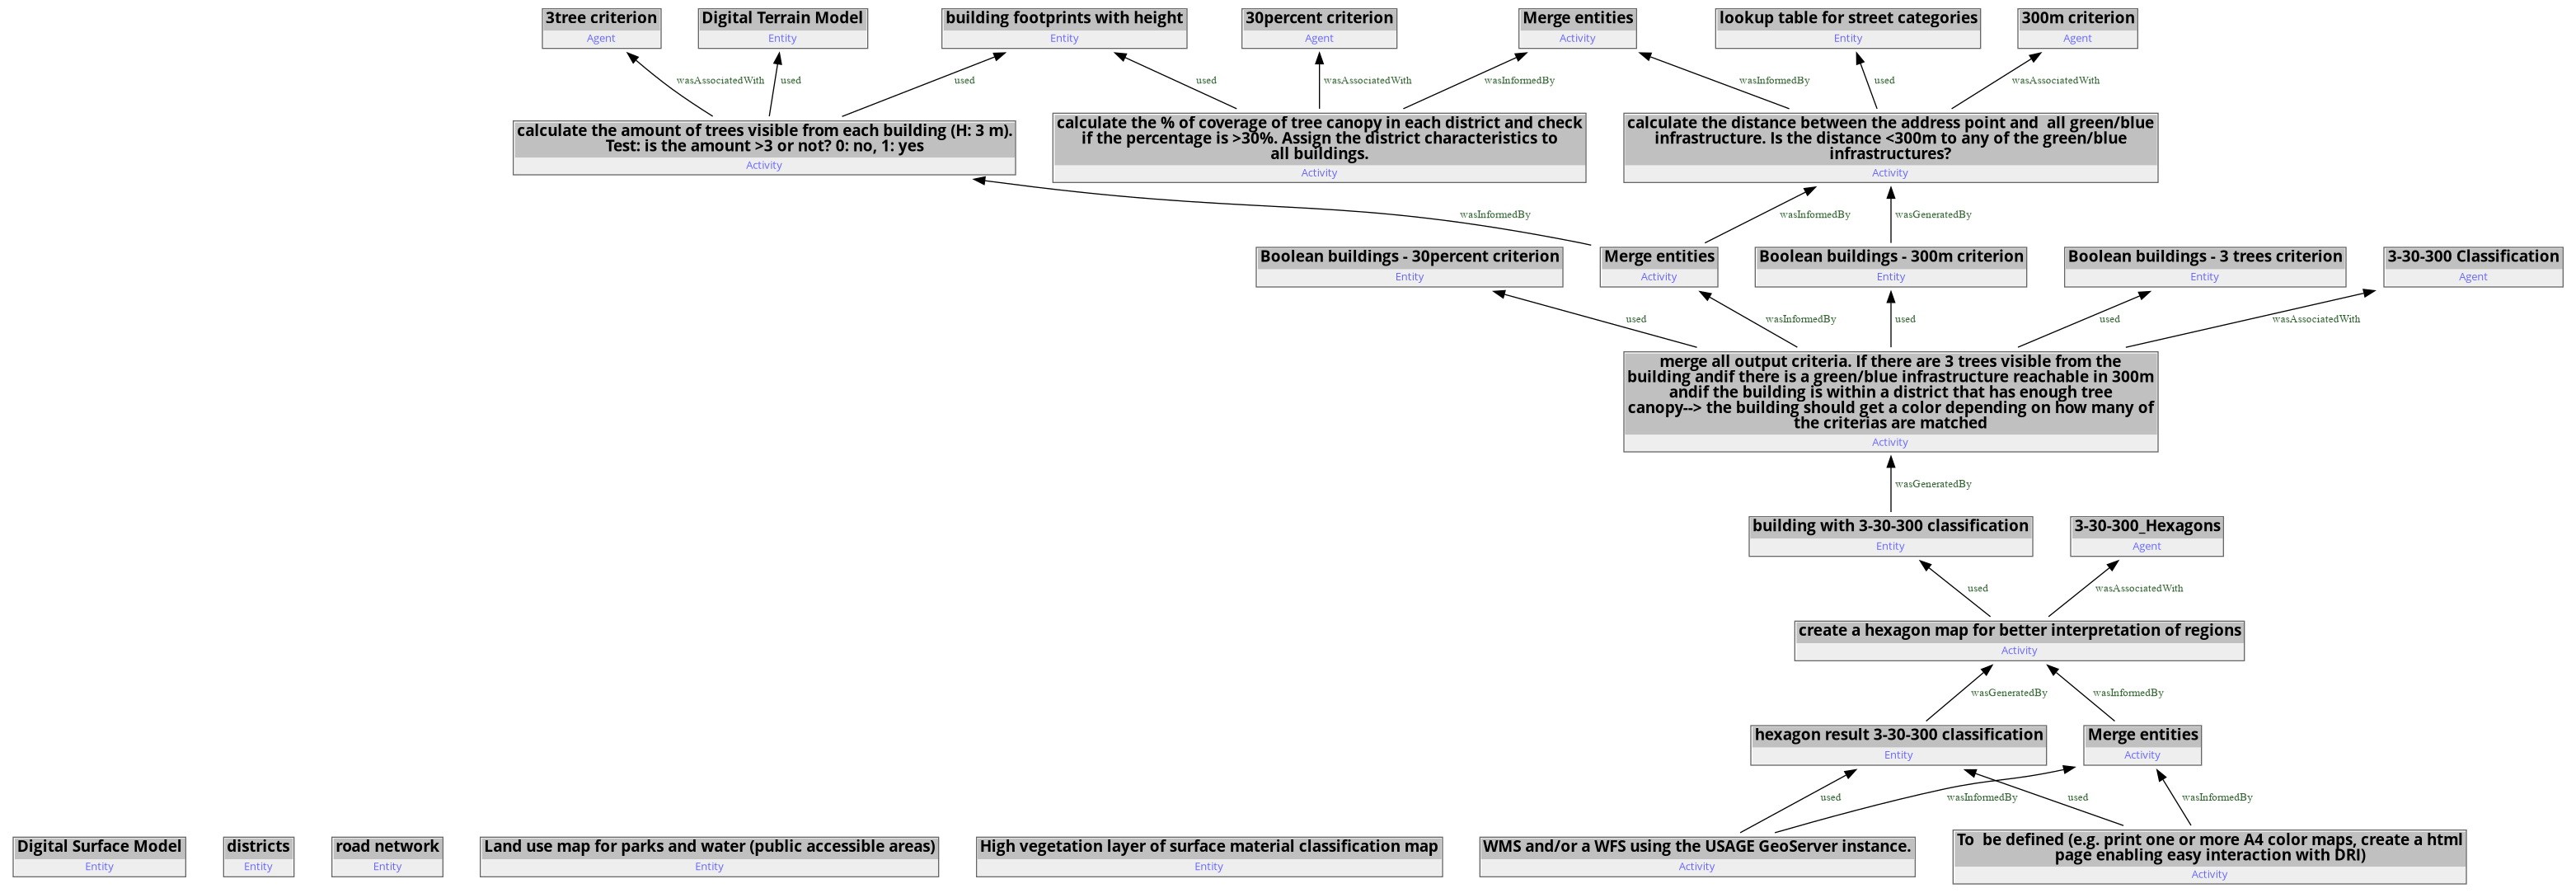 3tree criterion
Agent
Digital Terrain Model
Entity
building footprints with height
Entity
30percent criterion
Agent
Merge entities
Activity
lookup table for street categories
Entity
300m criterion
Agent
wasAssociatedWith
used
used
used
wasAssociatedWith
wasInformedBy
wasInformedBy
used
wasAssociatedWith
calculate the amount of trees visible from each building (H: 3 m).
Test: is the amount >3 or not? 0: no, 1: yes
Activity
calculate the % of coverage of tree canopy in each district and check
if the percentage is >30%. Assign the district characteristics to
all buildings.
Activity
calculate the distance between the address point and  all green/blue
infrastructure. Is the distance <300m to any of the green/blue
infrastructures?
Activity
wasInformedBy
wasInformedBy
wasGeneratedBy
Boolean buildings - 30percent criterion
Entity
Merge entities
Activity
Boolean buildings - 300m criterion
Entity
Boolean buildings - 3 trees criterion
Entity
3-30-300 Classification
Agent
used
wasInformedBy
used
used
wasAssociatedWith
merge all output criteria. If there are 3 trees visible from the
building andif there is a green/blue infrastructure reachable in 300m
andif the building is within a district that has enough tree
canopy--> the building should get a color depending on how many of
the criterias are matched
Activity
wasGeneratedBy
building with 3-30-300 classification
Entity
3-30-300_Hexagons
Agent
used
wasAssociatedWith
create a hexagon map for better interpretation of regions
Activity
wasGeneratedBy
wasInformedBy
hexagon result 3-30-300 classification
Entity
Merge entities
Activity
used
wasInformedBy
used
wasInformedBy
Digital Surface Model
Entity
districts
Entity
road network
Entity
Land use map for parks and water (public accessible areas)
Entity
High vegetation layer of surface material classification map
Entity
WMS and/or a WFS using the USAGE GeoServer instance.
Activity
To  be defined (e.g. print one or more A4 color maps, create a html
page enabling easy interaction with DRI)
Activity